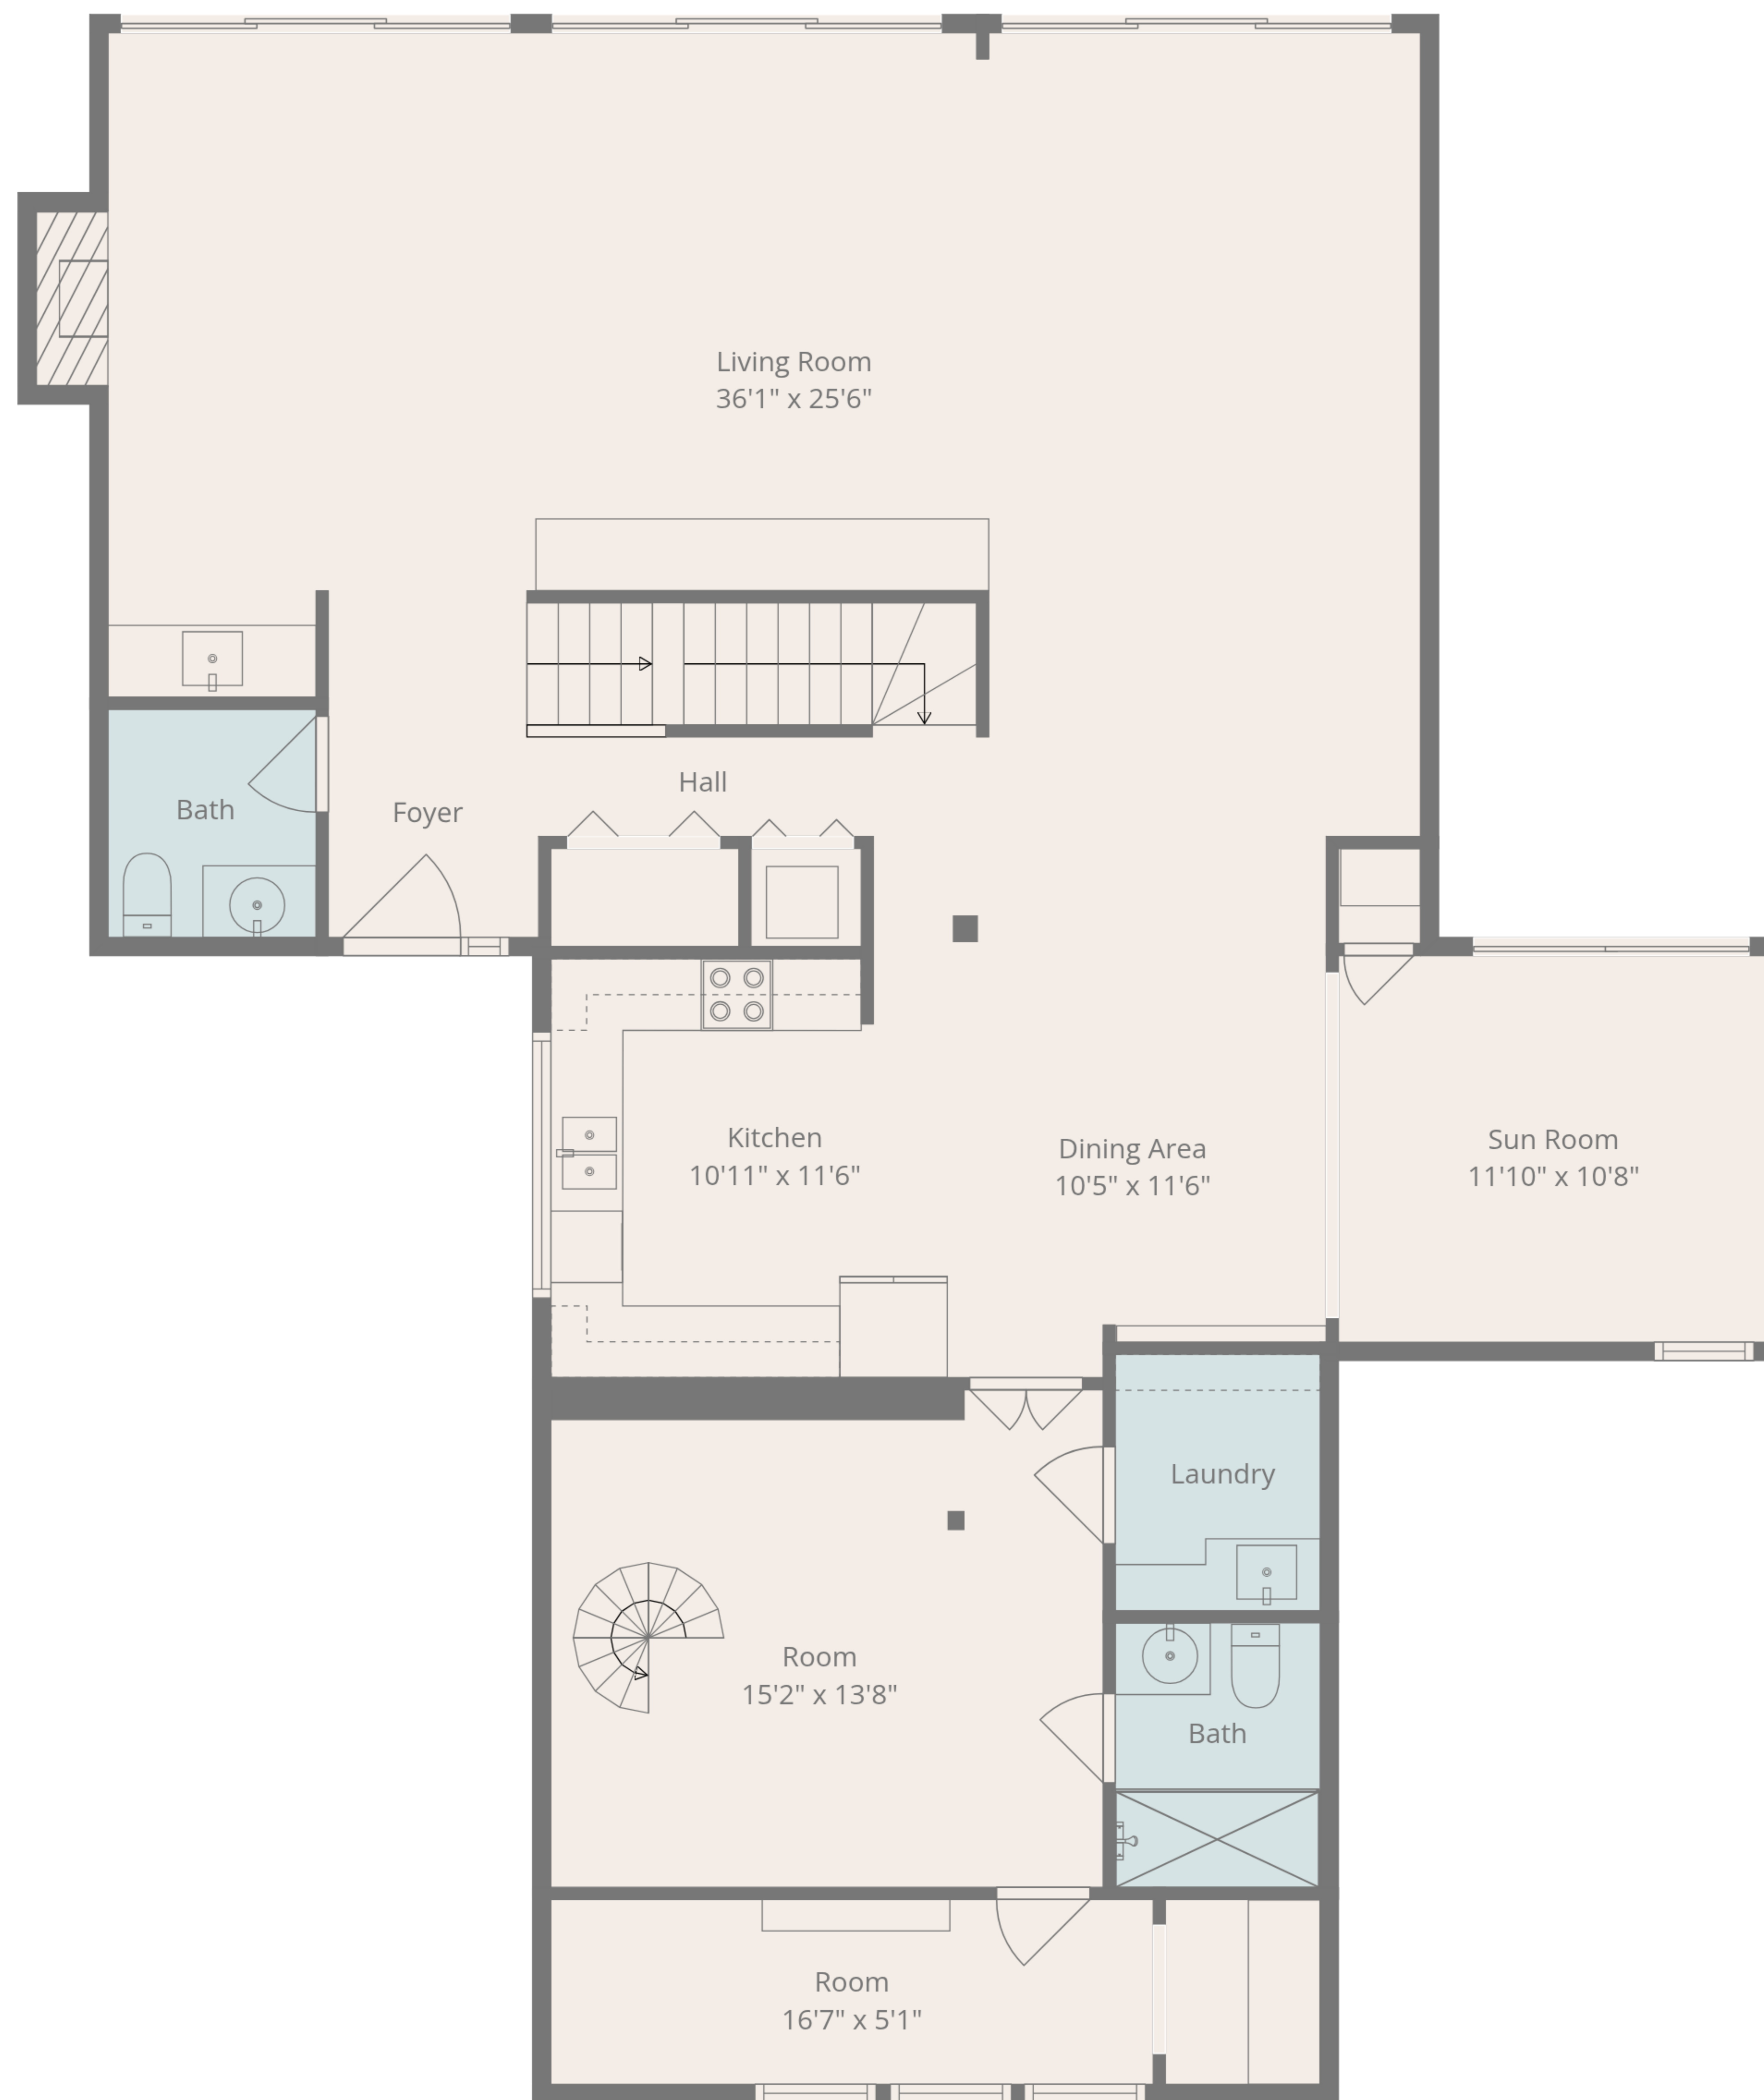 Living Room
36'1" x 25'6"
Hall
Bath
Foyer
Kitchen
10'11" x 11'6"
Dining Area
10'5" x 11'6"
Sun Room
11'10" x 10'8"
Laundry
Room
15'2" x 13'8"
Bath
Room
16'7" x 5'1"